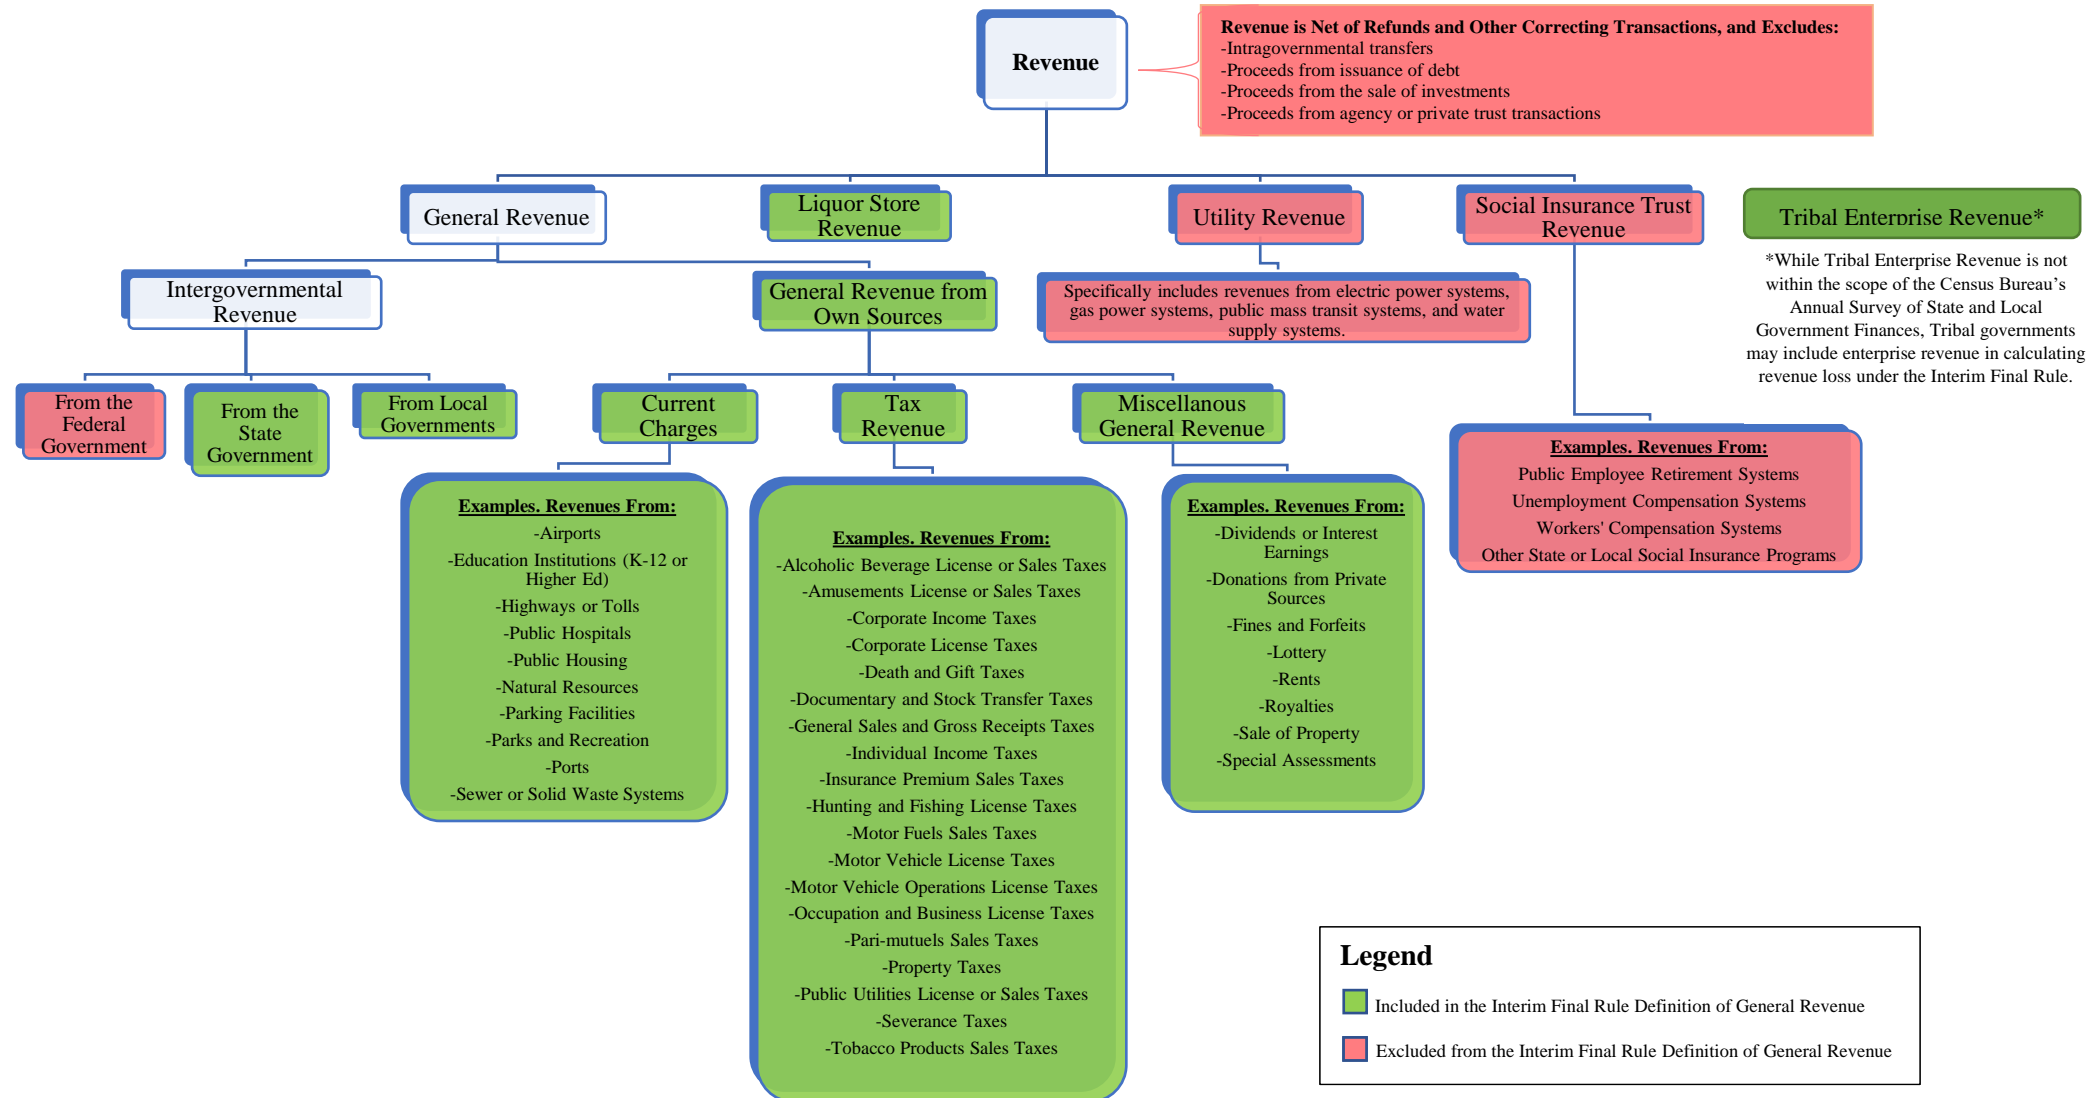 Revenue
Revenue is Net of Refunds and Other Correcting Transactions, and Excludes:
-Intragovernmental transfers
-Proceeds from issuance of debt
-Proceeds from the sale of investments
-Proceeds from agency or private trust transactions
General Revenue
Liquor Store
Revenue
Utility Revenue
Social Insurance Trust
Revenue
Tribal Enterprise Revenue*
*While Tribal Enterprise Revenue is not
within the scope of the Census Bureau’s
Annual Survey of State and Local
Government Finances, Tribal governments
may include enterprise revenue in calculating
revenue loss under the Interim Final Rule.
Intergovernmental
Revenue
General Revenue from
Own Sources
Specifically includes revenues from electric power systems,
gas power systems, public mass transit systems, and water
supply systems.
From the
Federal
Government
From the
State
Government
From Local
Governments
Current
Charges
Tax
Revenue
Miscellanous
General Revenue
Examples. Revenues From:
-Airports
-Education Institutions (K-12 or
Higher Ed)
-Highways or Tolls
-Public Hospitals
-Public Housing
-Natural Resources
-Parking Facilities
-Parks and Recreation
-Ports
-Sewer or Solid Waste Systems
Examples. Revenues From:
-Alcoholic Beverage License or Sales Taxes
-Amusements License or Sales Taxes
-Corporate Income Taxes
-Corporate License Taxes
-Death and Gift Taxes
-Documentary and Stock Transfer Taxes
-General Sales and Gross Receipts Taxes
-Individual Income Taxes
-Insurance Premium Sales Taxes
-Hunting and Fishing License Taxes
-Motor Fuels Sales Taxes
-Motor Vehicle License Taxes
-Motor Vehicle Operations License Taxes
-Occupation and Business License Taxes
-Pari-mutuels Sales Taxes
-Property Taxes
-Public Utilities License or Sales Taxes
-Severance Taxes
-Tobacco Products Sales Taxes
Examples. Revenues From:
-Dividends or Interest
Earnings
-Donations from Private
Sources
-Fines and Forfeits
-Lottery
-Rents
-Royalties
-Sale of Property
-Special Assessments
Examples. Revenues From:
Public Employee Retirement Systems
Unemployment Compensation Systems
Workers' Compensation Systems
Other State or Local Social Insurance Programs
Legend
Included in the Interim Final Rule Definition of General Revenue
Excluded from the Interim Final Rule Definition of General Revenue